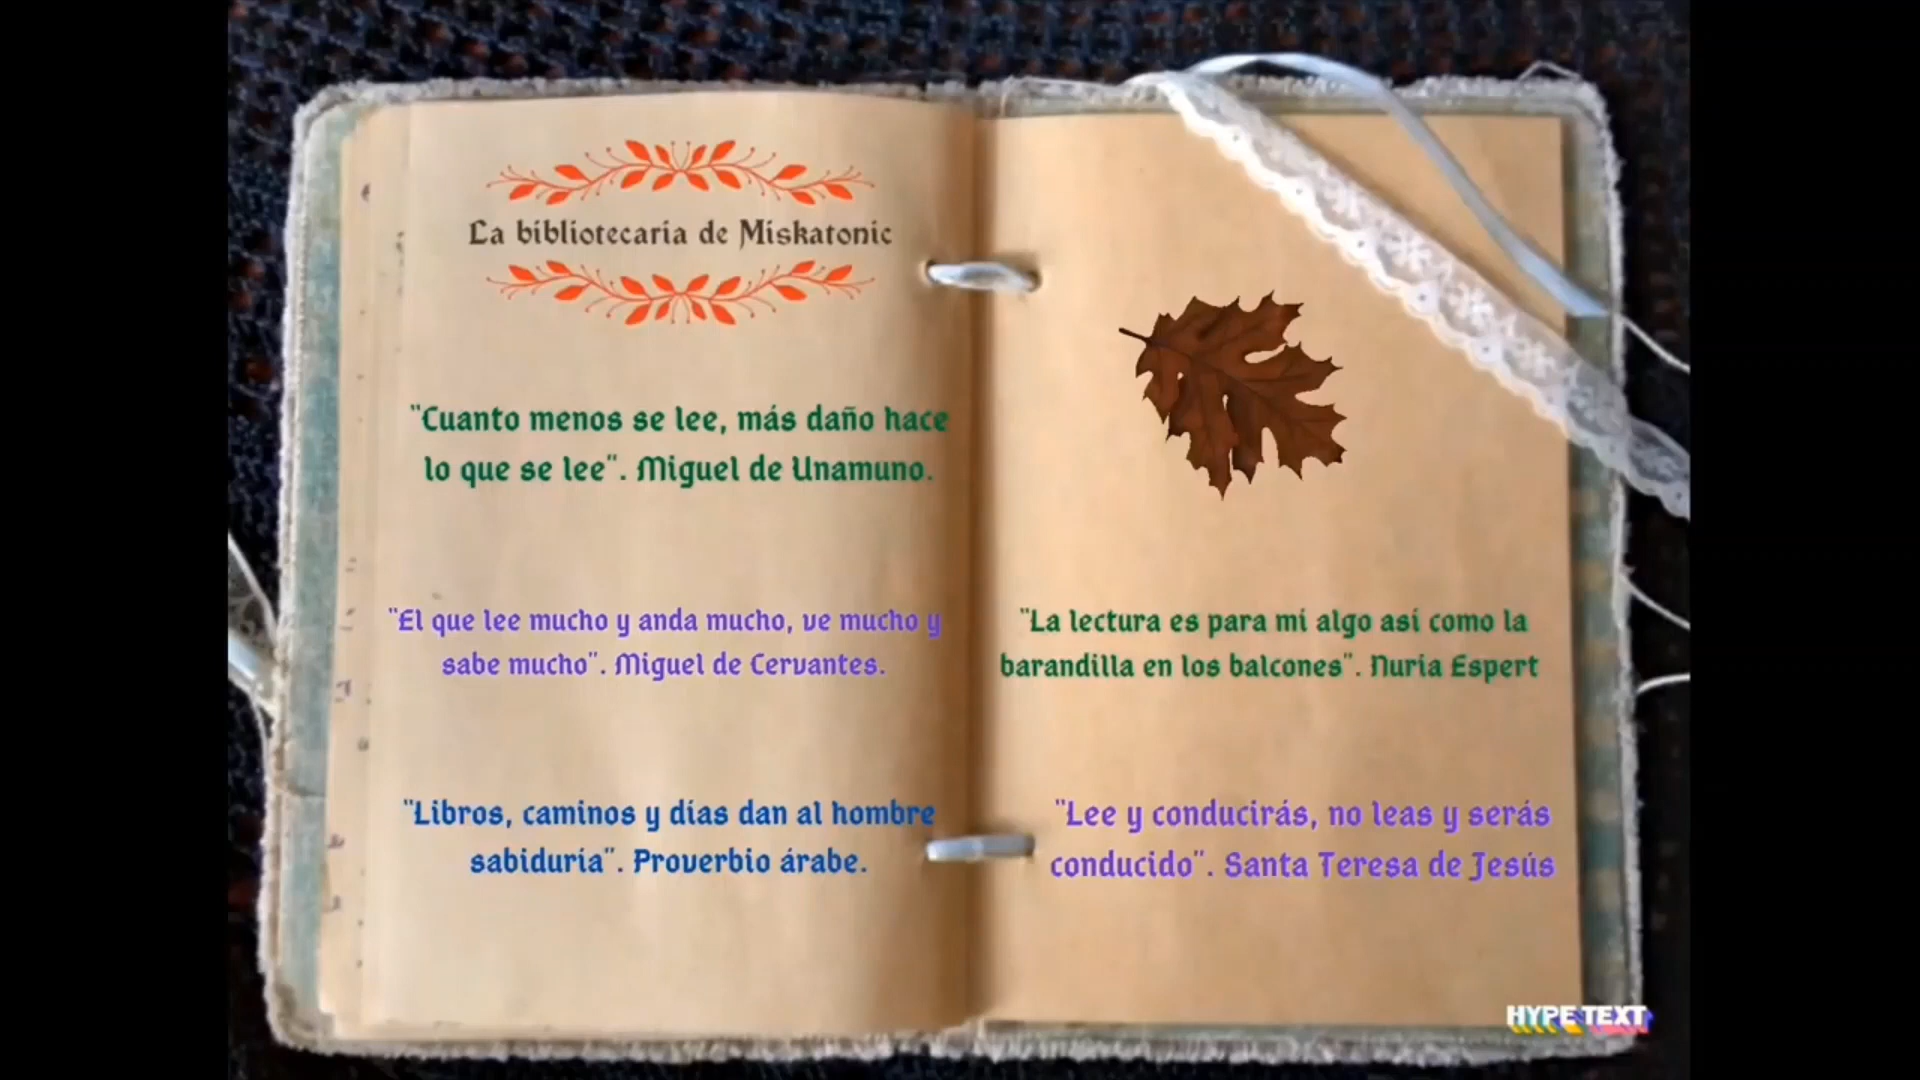 La bibliotecaria de Miskatonic
"Cuanto menos se lee, más daño hace
lo que se lee". Miguel de Unamuno.
"El que lee mucho y anda mucho, ve mucho y
sabe mucho". Miguel de Cervantes.
"Libros, caminos y días dan al hombre
sabiduría". Proverbio árabe.
"La lectura es para mí algo así como la
barandilla en los balcones". Nuria Espert
"Lee y conducirás, no leas y serás
conducido". Santa Teresa de Jesús
HYPE TEXT